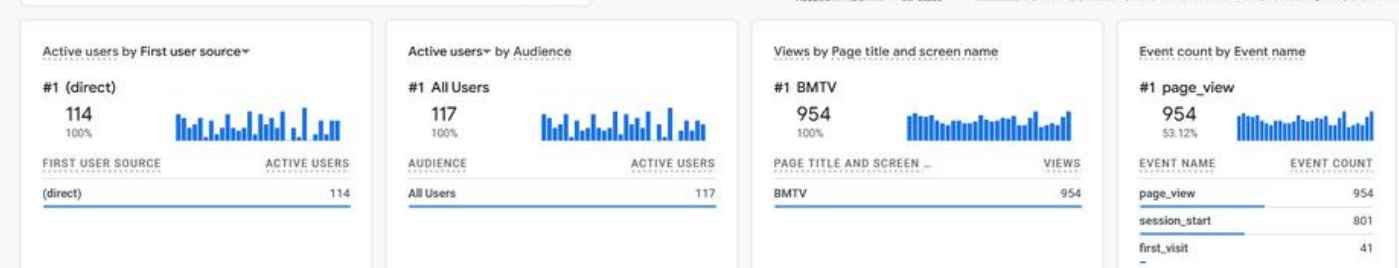 Active users by First user source
#1 (direct)
114
100%
FIRST USER SOURCE ACTIVE USERS
(direct) 114
Active users by Audience
#1 All Users
117
100%
AUDIENCE ACTIVE USERS
All Users 117
Views by Page title and screen name
#1 BMTV
954
100%
PAGE TITLE AND SCREEN … VIEWS
BMTV 954
Event count by Event name
#1 page_view
954
53.12%
EVENT NAME EVENT COUNT
page_view 954
session_start 801
first_visit 41